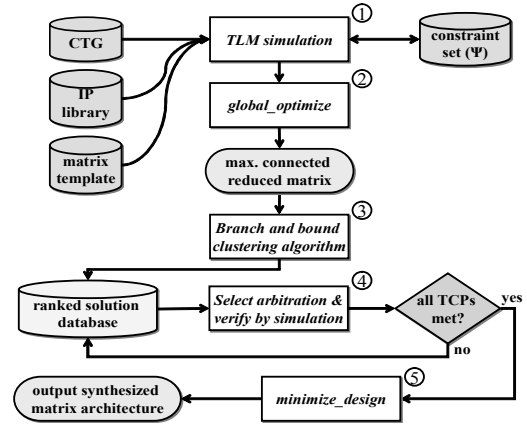 ①
CTG
TLM simulation
constraint
set (Ψ)
②
IP
library
global_optimize
matrix
template
max. connected
reduced matrix
③
Branch and bound
clustering algorithm
④
ranked solution
database
Select arbitration &
verify by simulation
all TCPs
met?
yes
no
⑤
output synthesized
matrix architecture
minimize_design